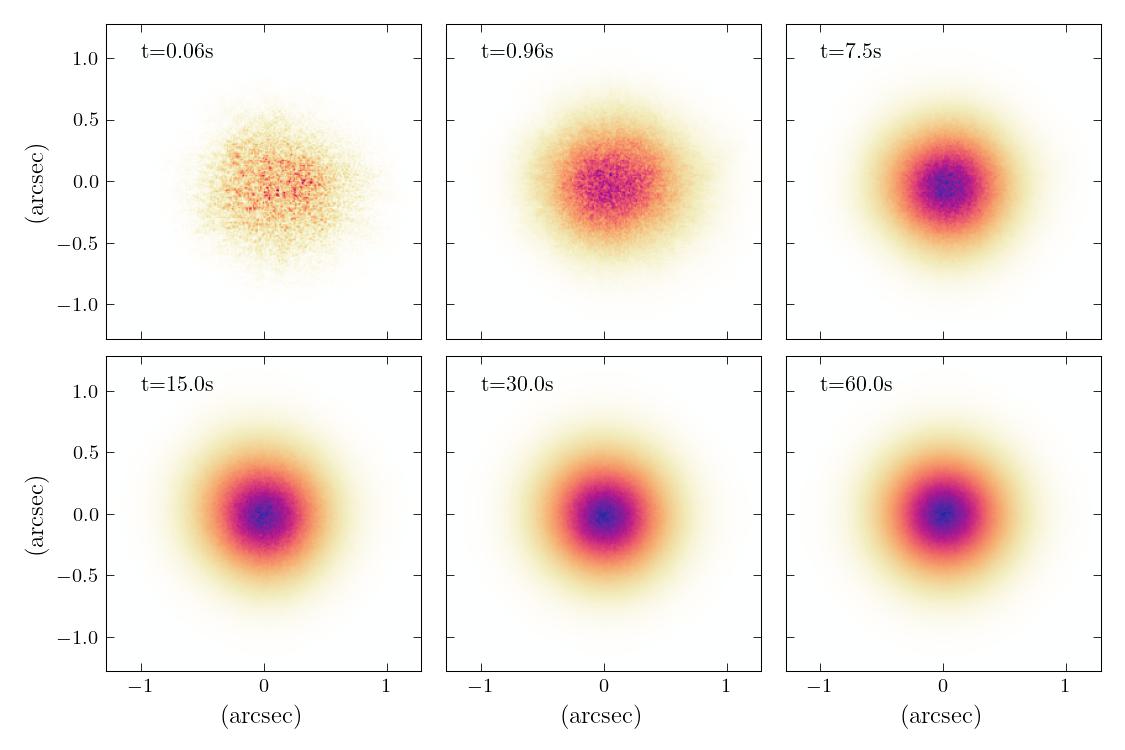 t=0.06s
t=0.96s
t=7.5s
1.0
0.5
0.0
−0.5
−1.0
(arcsec)
t=15.0s
t=30.0s
t=60.0s
1.0
0.5
0.0
−0.5
−1.0
(arcsec)
−1 0 1 −1 0 1 −1 0 1
(arcsec) (arcsec) (arcsec)